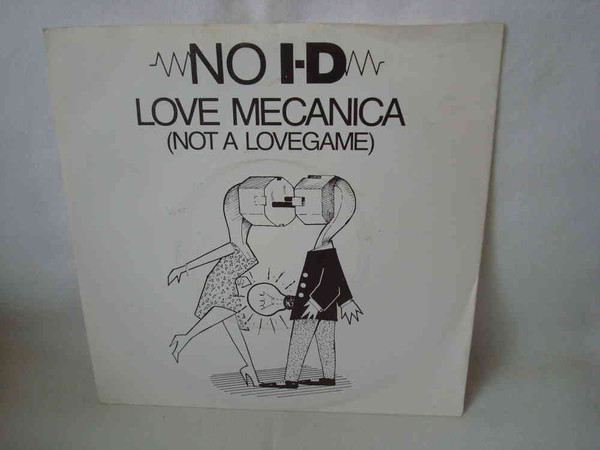 NO I-D
LOVE MECANICA
(NOT A LOVEGAME)